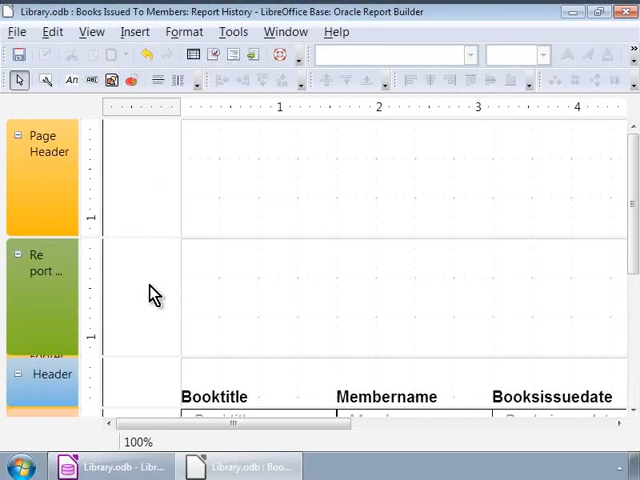 Library.odb : Books Issued To Members: Report History - LibreOffice Base: Oracle Report Builder
File Edit View Insert Format Tools Window Help
An
1 2 3 4
Page
Header
1
Re
port ...
1
Header
Booktitle Membername Booksissuedate
100%
Library.odb - Libr... Library.odb : Boo...